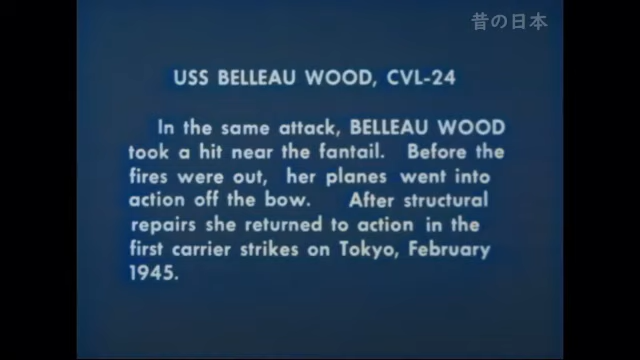 昔の日本
USS BELLEAU WOOD, CVL-24
In the same attack, BELLEAU WOOD
took a hit near the fantail. Before the
fires were out, her planes went into
action off the bow. After structural
repairs she returned to action in the
first carrier strikes on Tokyo, February
1945.